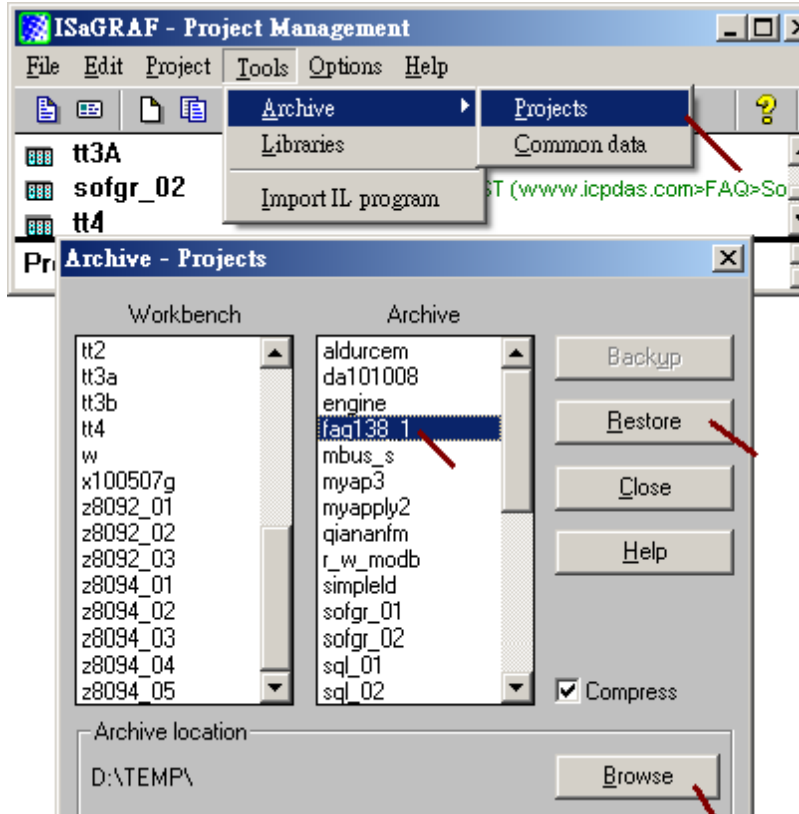 ISaGRAF - Project Management
File Edit Project Tools Options Help
Archive
Projects
Libraries
Common data
Import IL program
tt3A
sofgr_02
ST (www.icpdas.com>FAQ>So
tt4
Archive - Projects
Workbench
Archive
tt2
tt3a
tt3b
tt4
w
x100507g
z8092_01
z8092_02
z8092_03
z8094_01
z8094_02
z8094_03
z8094_04
z8094_05
aldurcem
da101008
engine
faq138_1
mbus_s
myap3
myapply2
qiananfm
r_w_modb
simpleld
sofgr_01
sofgr_02
sql_01
sql_02
Backup
Restore
Close
Help
Compress
Archive location
D:\TEMP\
Browse